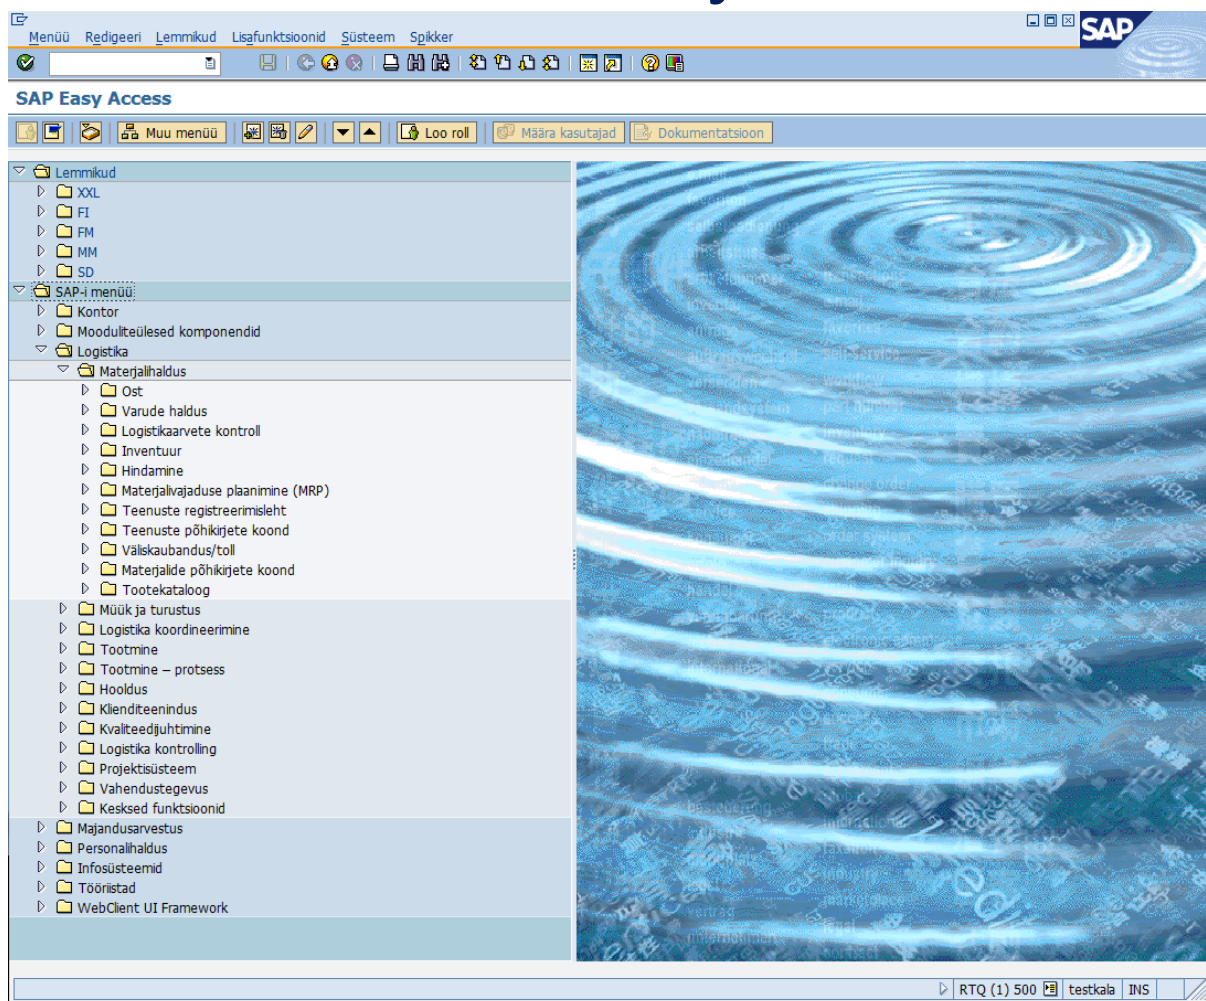 Menüü Redigeeri Lemmikud Lisafunktsioonid Süsteem Spikker
SAP
SAP Easy Access
Muu menüü Loo roll Määra kasutajad Dokumentatsioon
Lemmikud
XXL
FI
FM
MM
SD
SAP-i menüü
Kontor
Mooduliteülesed komponendid
Logistika
Materjalihaldus
Ost
Varude haldus
Logistikaarvete kontroll
Inventuur
Hindamine
Materjalivajaduse plaanimine (MRP)
Teenuste registreerimisleht
Teenuste põhikirjete koond
Väliskaubandus/toll
Materjalide põhikirjete koond
Tootekataloog
Müük ja turustus
Logistika koordineerimine
Tootmine
Tootmine – protsess
Hooldus
Klienditeenindus
Kvaliteedijuhtimine
Logistika kontrolling
Projektisüsteem
Vahendustegevus
Kesksed funktsioonid
Majandusarvestus
Personalihaldus
Infosüsteemid
Tööriistad
WebClient UI Framework
RTQ (1) 500 testkala INS